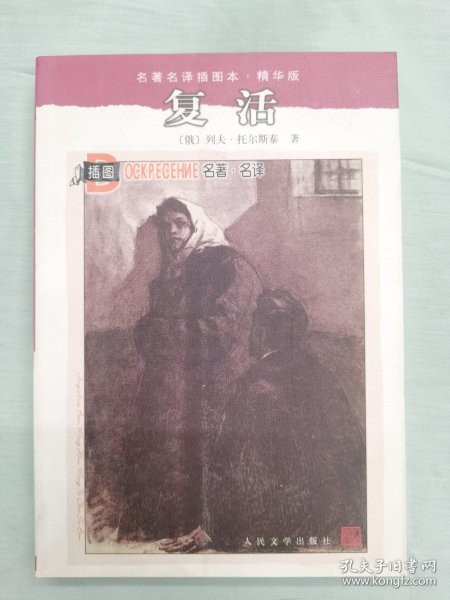 名著名译插图本·精华版
复活
〔俄〕列夫·托尔斯泰 著
插图 ВОСКРЕСЕНИЕ 名著·名译
人民文学出版社
孔夫子旧书网
www.kongfz.com